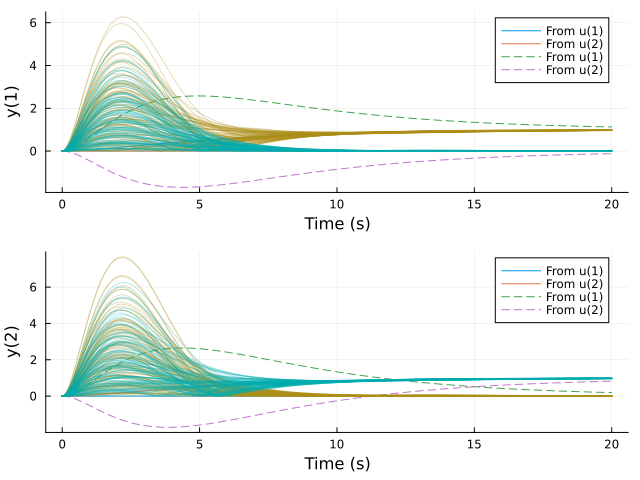 y(1)
6
4
2
0
From u(1)
From u(2)
From u(1)
From u(2)
0
5
10
15
20
Time (s)
y(2)
6
4
2
0
From u(1)
From u(2)
From u(1)
From u(2)
0
5
10
15
20
Time (s)